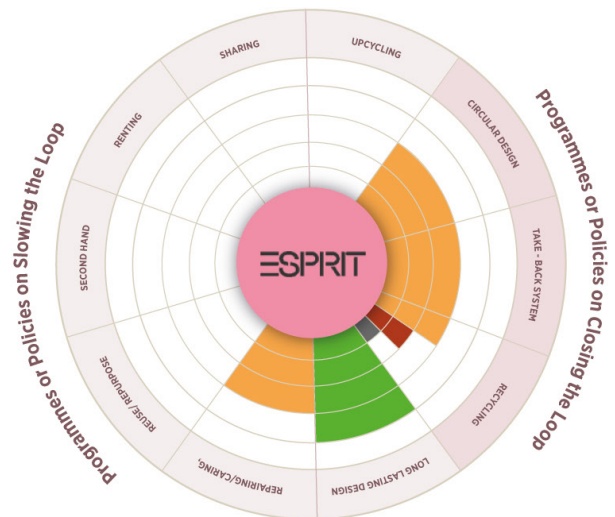 SHARING
UPCYCLING
CIRCULAR DESIGN
TAKE - BACK SYSTEM
RECYCLING
LONG LASTING DESIGN
REPAIRING/CARING,
REUSE/ REPURPOSE
SECOND HAND
RENTING
Programmes or Policies on Slowing the Loop
Programmes or Policies on Closing the Loop
ESPRIT